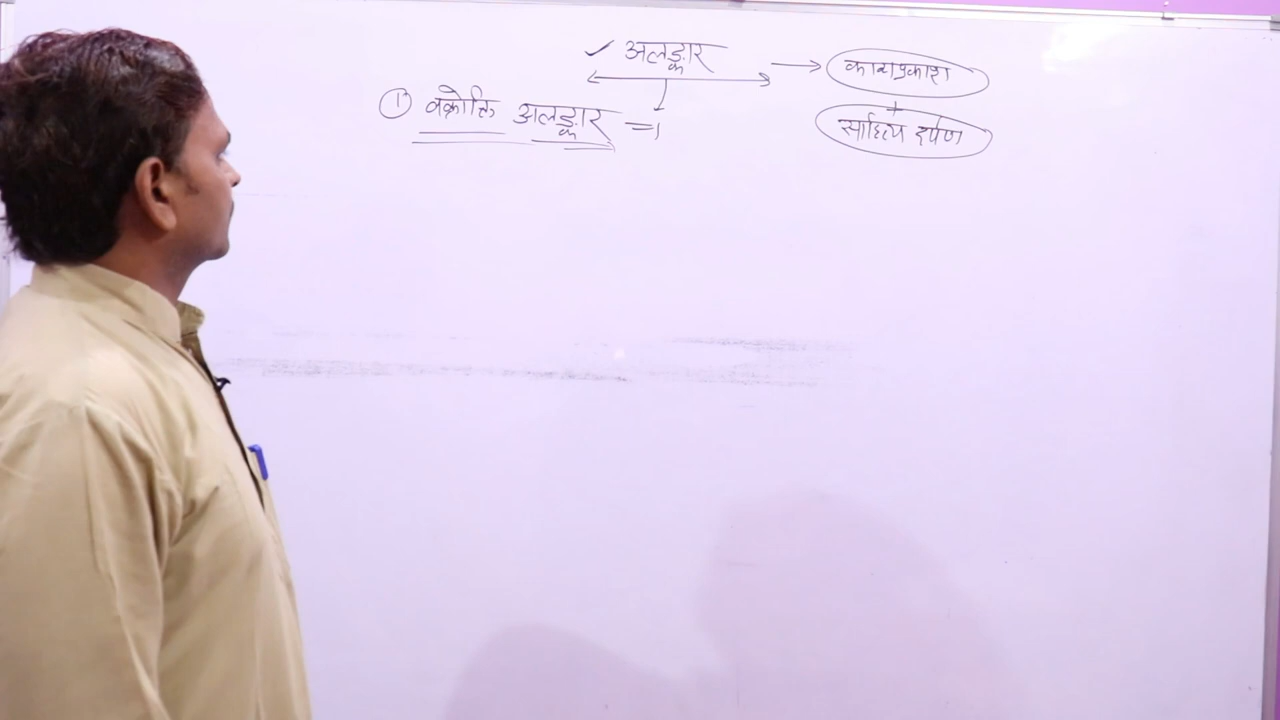 ✓ अलङ्कार → काव्यप्रकाश
+
① वक्रोक्ति अलङ्कार ⇒ साहित्य दर्पण